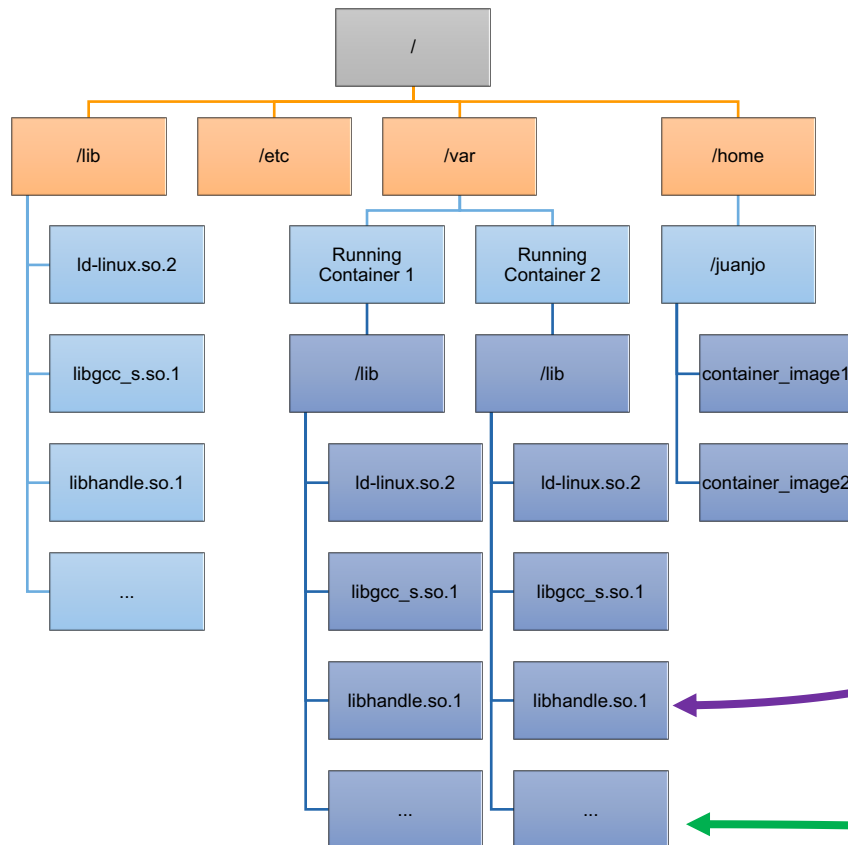 /
/lib
/etc
/var
/home
ld-linux.so.2
Running
Container 1
Running
Container 2
/juanjo
libgcc_s.so.1
/lib
/lib
container_image1
libhandle.so.1
ld-linux.so.2
ld-linux.so.2
container_image2
...
libgcc_s.so.1
libgcc_s.so.1
libhandle.so.1
libhandle.so.1
...
...